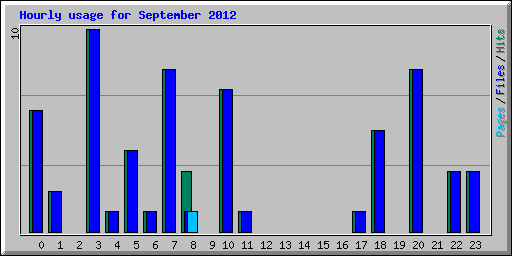 Hourly usage for September 2012
10
Pages/Files/Hits
0 1 2 3 4 5 6 7 8 9 10 11 12 13 14 15 16 17 18 19 20 21 22 23